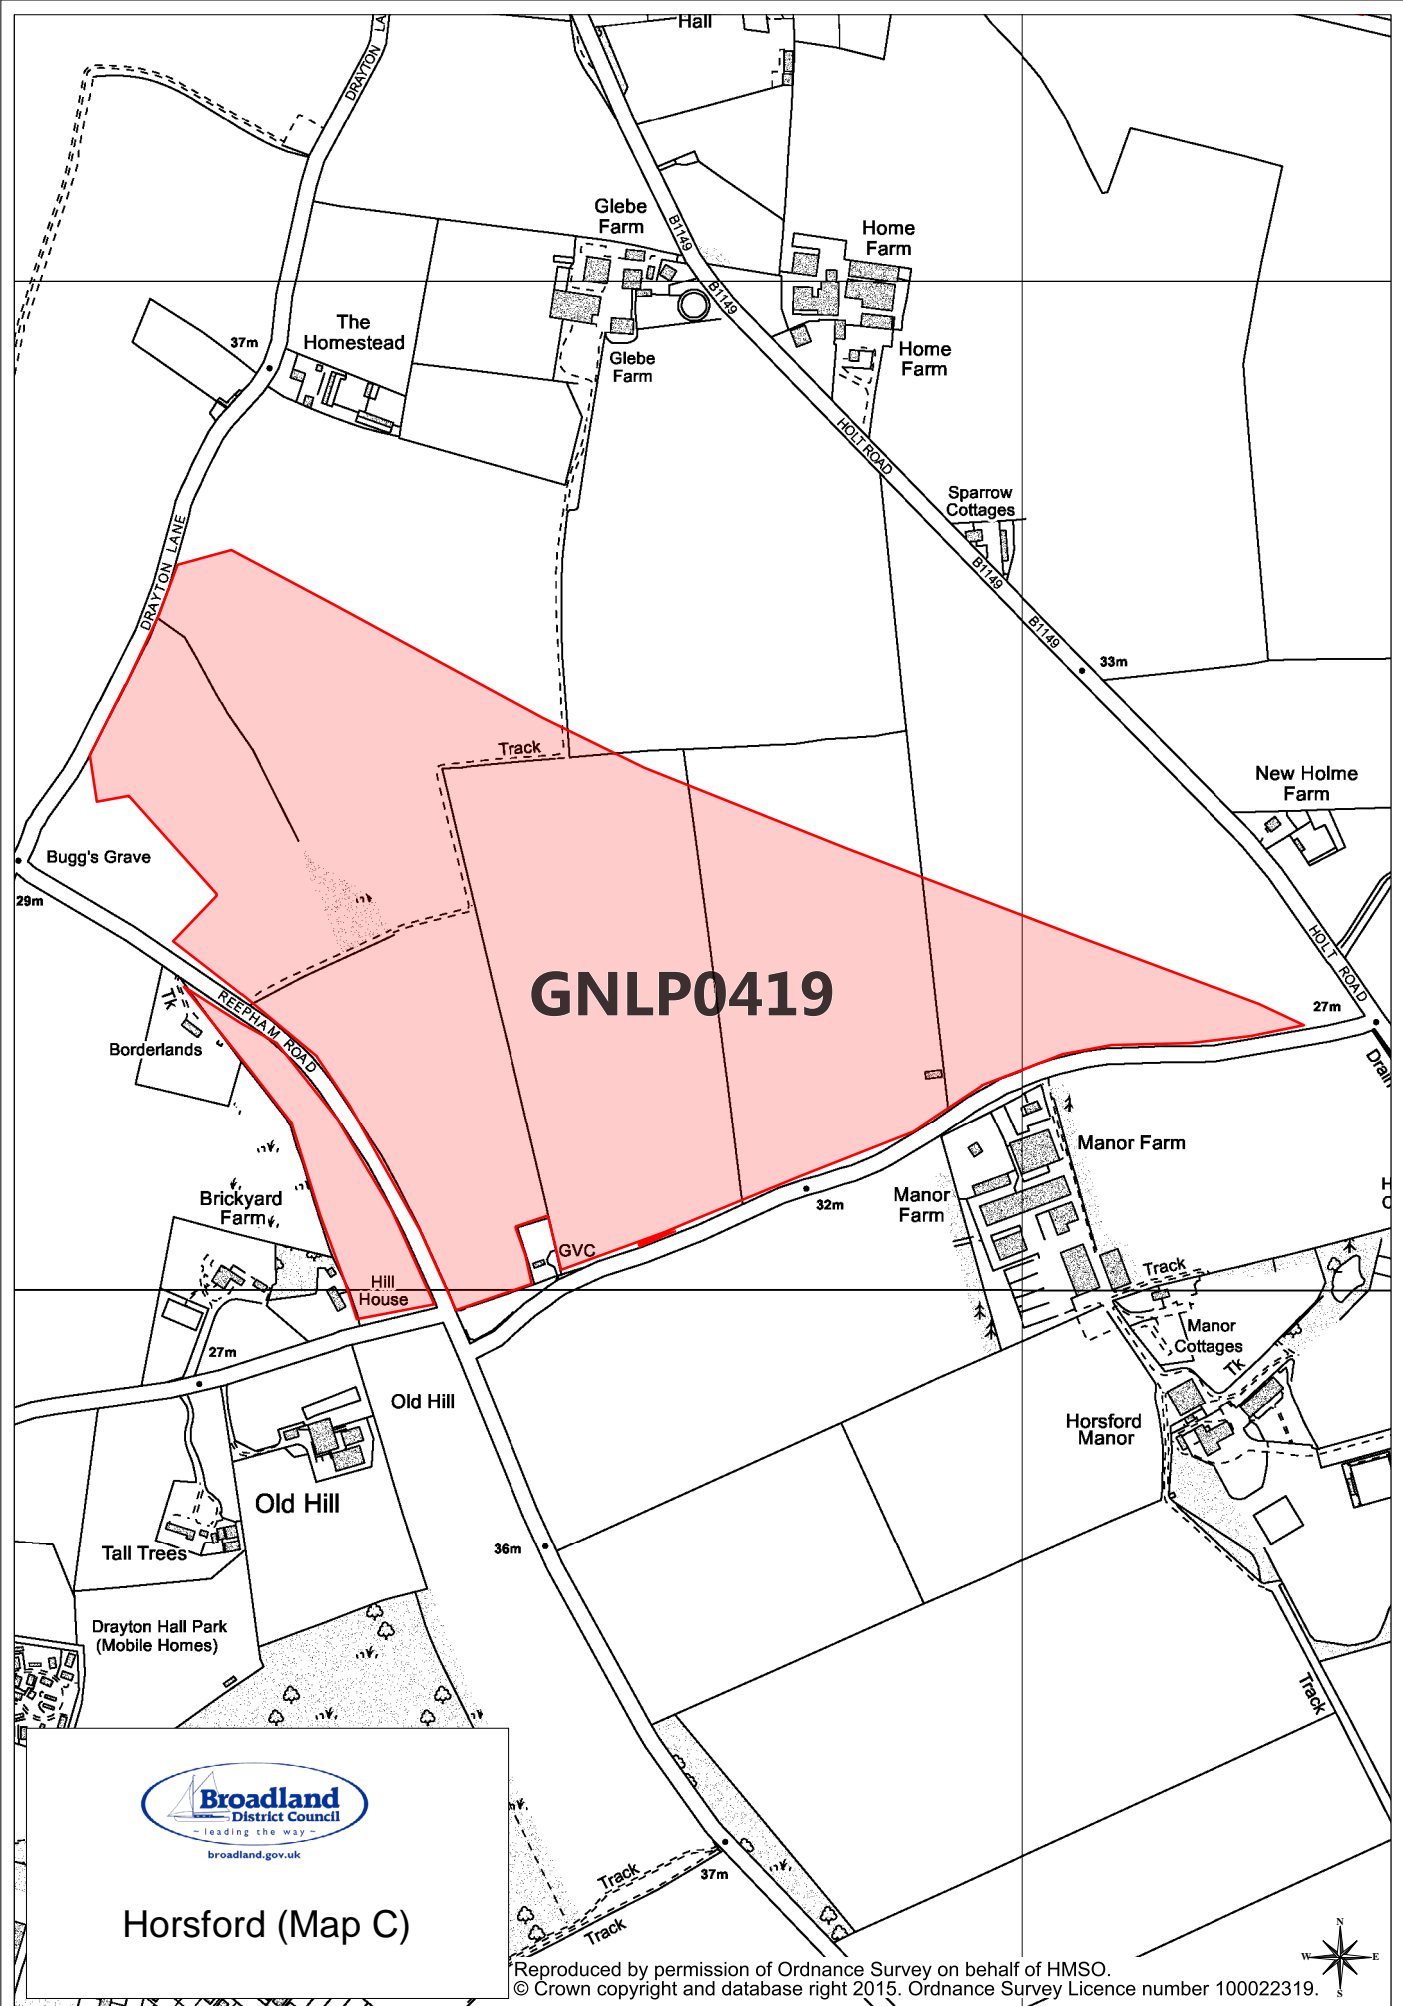 Hall
DRAYTON LA
Glebe
Farm
B1149
Home
Farm
B1149
The
Homestead
37m
Glebe
Farm
Home
Farm
HOLT ROAD
Sparrow
Cottages
DRAYTON LANE
B1149
B1149
33m
Track
New Holme
Farm
Bugg's Grave
29m
HOLT ROAD
GNLP0419
Tk
REEPHAM ROAD
27m
Borderlands
Drain
Manor Farm
Brickyard
Farm
Manor
Farm
32m
H
C
GVC
Hill
House
Track
Manor
Cottages
27m
Tk
Old Hill
Horsford
Manor
Old Hill
36m
Tall Trees
Drayton Hall Park
(Mobile Homes)
Track
Broadland
District Council
~ leading the way ~
broadland.gov.uk
Track
37m
Track
Horsford (Map C)
N
W
E
S
Reproduced by permission of Ordnance Survey on behalf of HMSO.
© Crown copyright and database right 2015. Ordnance Survey Licence number 100022319.